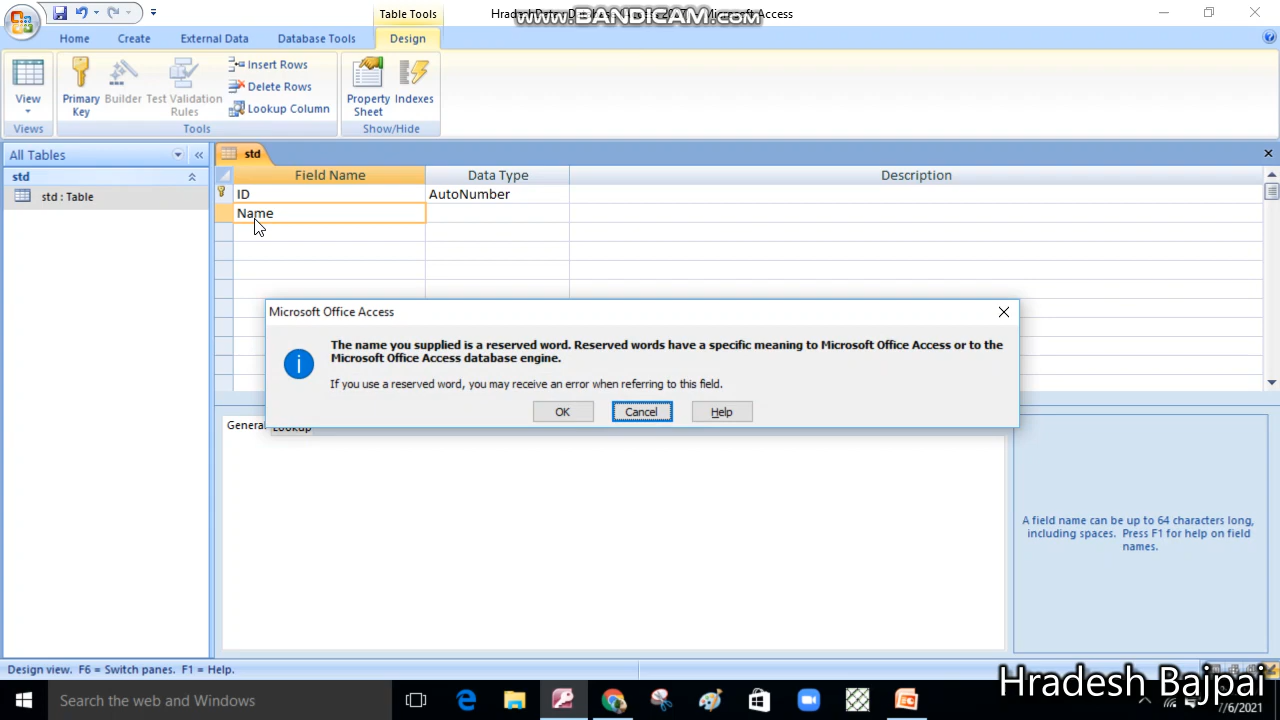 Table Tools
Microsoft Access
www.BANDICAM.com
Home
Create
External Data
Database Tools
Design
View
Primary Key
Builder
Test Validation Rules
Insert Rows
Delete Rows
Lookup Column
Property Sheet
Indexes
Views
Tools
Show/Hide
All Tables
std
std : Table
std
Field Name
Data Type
Description
ID
AutoNumber
Name
Microsoft Office Access
The name you supplied is a reserved word. Reserved words have a specific meaning to Microsoft Office Access or to the
Microsoft Office Access database engine.
If you use a reserved word, you may receive an error when referring to this field.
OK
Cancel
Help
General
Lookup
A field name can be up to 64 characters long,
including spaces. Press F1 for help on field
names.
Design view. F6 = Switch panes. F1 = Help.
Hradesh Bajpai
Search the web and Windows
7/6/2021